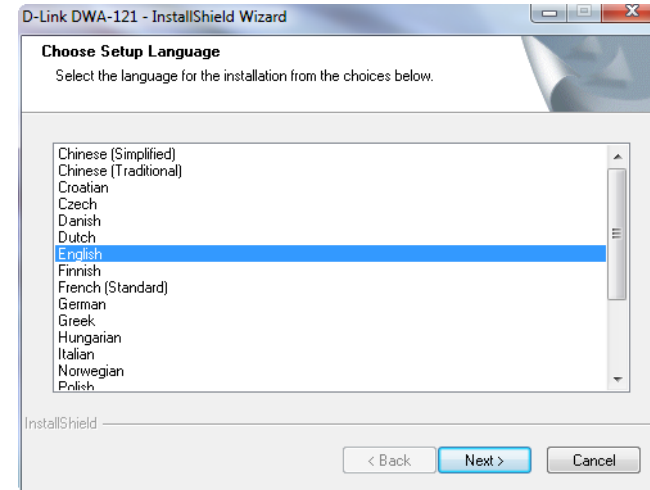 D-Link DWA-121 - InstallShield Wizard
Choose Setup Language
Select the language for the installation from the choices below.
Chinese (Simplified)
Chinese (Traditional)
Croatian
Czech
Danish
Dutch
English
Finnish
French (Standard)
German
Greek
Hungarian
Italian
Norwegian
Polish
InstallShield
< Back Next > Cancel